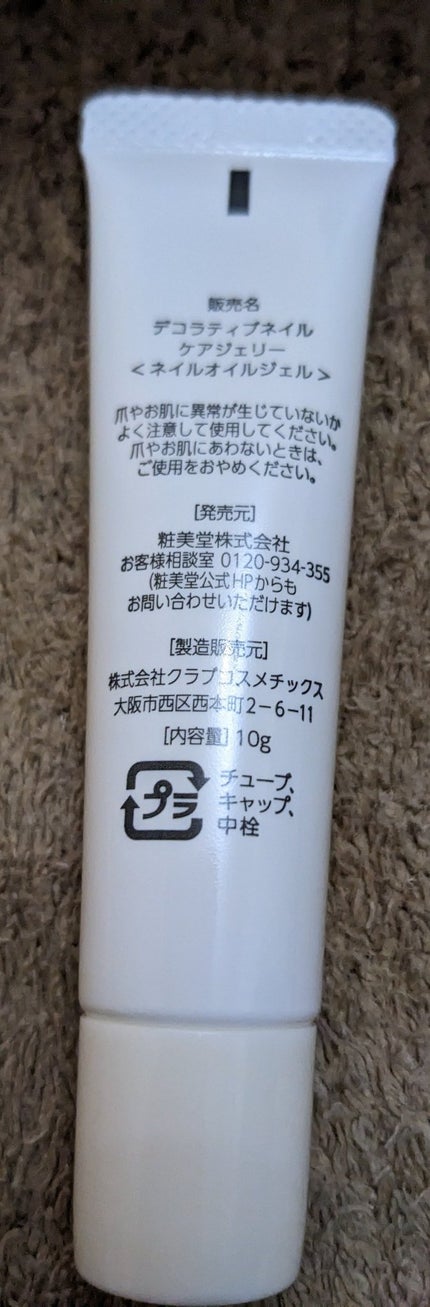 販売名
デコラティブネイル
ケアジェリー
<ネイルオイルジェル>
爪やお肌に異常が生じていないか
よく注意して使用してください。
爪やお肌にあわないときは、
ご使用をおやめください。
[発売元]
粧美堂株式会社
お客様相談室 0120-934-355
(粧美堂公式HPからも
お問い合わせいただけます)
[製造販売元]
株式会社クラブコスメチックス
大阪市西区西本町2-6-11
[内容量] 10g
プラ
チューブ、
キャップ、
中栓